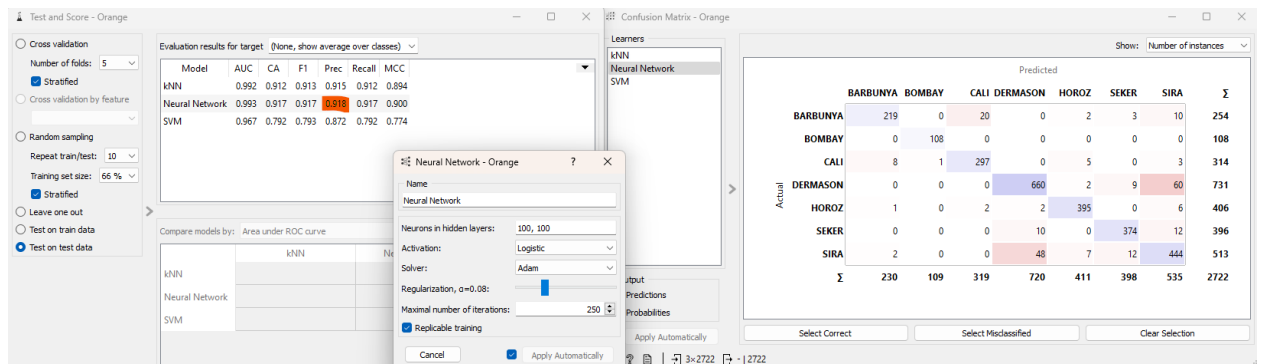 Test and Score - Orange
Cross validation
Number of folds: 5
Stratified
Cross validation by feature
Random sampling
Repeat train/test: 10
Training set size: 66 %
Stratified
Leave one out
Test on train data
Test on test data
Evaluation results for target (None, show average over classes)
Model AUC CA F1 Prec Recall MCC
kNN 0.992 0.912 0.913 0.915 0.912 0.894
Neural Network 0.993 0.917 0.917 0.918 0.917 0.900
SVM 0.967 0.792 0.793 0.872 0.792 0.774
Compare models by: Area under ROC curve
kNN Ne
kNN
Neural Network
SVM
Neural Network - Orange
Name
Neural Network
Neurons in hidden layers: 100, 100
Activation: Logistic
Solver: Adam
Regularization, α=0.08:
Maximal number of iterations: 250
Replicable training
Cancel Apply Automatically
Confusion Matrix - Orange
Learners
kNN
Neural Network
SVM
utput
Predictions
Probabilities
Apply Automatically
Show: Number of instances
Predicted
BARBUNYA BOMBAY CALI DERMASON HOROZ SEKER SIRA Σ
BARBUNYA 219 0 20 0 2 3 10 254
BOMBAY 0 108 0 0 0 0 0 108
CALI 8 1 297 0 5 0 3 314
Actual
DERMASON 0 0 0 660 2 9 60 731
HOROZ 1 0 2 2 395 0 6 406
SEKER 0 0 0 10 0 374 12 396
SIRA 2 0 0 48 7 12 444 513
Σ 230 109 319 720 411 398 535 2722
Select Correct Select Misclassified Clear Selection
3×2722 - | 2722